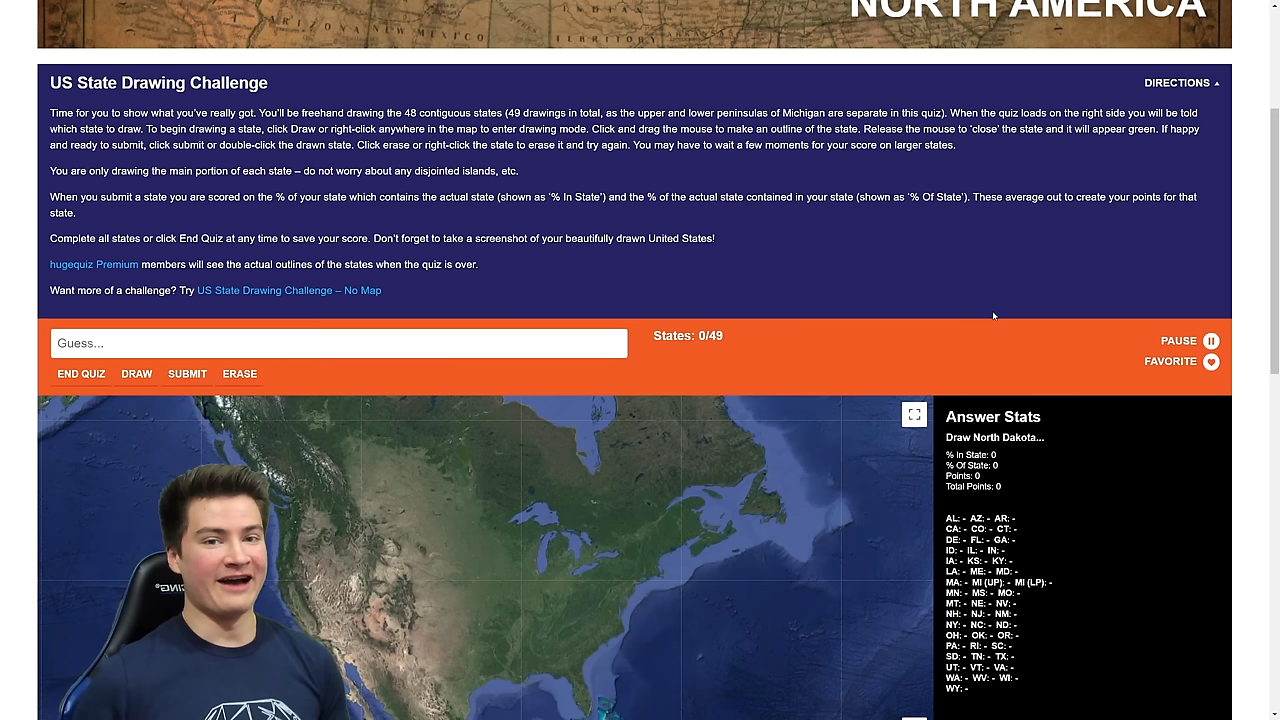 NORTH AMERICA
ARIZONA NEW MEXICO
INDIAN
TERRITORY
US State Drawing Challenge
DIRECTIONS
Time for you to show what you've really got. You'll be freehand drawing the 48 contiguous states (49 drawings in total, as the upper and lower peninsulas of Michigan are separate in this quiz). When the quiz loads on the right side you will be told
which state to draw. To begin drawing a state, click Draw or right-click anywhere in the map to enter drawing mode. Click and drag the mouse to make an outline of the state. Release the mouse to 'close' the state and it will appear green. If happy
and ready to submit, click submit or double-click the drawn state. Click erase or right-click the state to erase it and try again. You may have to wait a few moments for your score on larger states.
You are only drawing the main portion of each state – do not worry about any disjointed islands, etc.
When you submit a state you are scored on the % of your state which contains the actual state (shown as '% In State') and the % of the actual state contained in your state (shown as '% Of State'). These average out to create your points for that
state.
Complete all states or click End Quiz at any time to save your score. Don't forget to take a screenshot of your beautifully drawn United States!
hugequiz Premium members will see the actual outlines of the states when the quiz is over.
Want more of a challenge? Try US State Drawing Challenge – No Map
Guess...
States: 0/49
PAUSE
FAVORITE
END QUIZ DRAW SUBMIT ERASE
Answer Stats
Draw North Dakota...
% In State: 0
% Of State: 0
Points: 0
Total Points: 0
AL: - AZ: - AR: -
CA: - CO: - CT: -
DE: - FL: - GA: -
ID: - IL: - IN: -
IA: - KS: - KY: -
LA: - ME: - MD: -
MA: - MI (UP): - MI (LP): -
MN: - MS: - MO: -
MT: - NE: - NV: -
NH: - NJ: - NM: -
NY: - NC: - ND: -
OH: - OK: - OR: -
PA: - RI: - SC: -
SD: - TN: - TX: -
UT: - VT: - VA: -
WA: - WV: - WI: -
WY: -